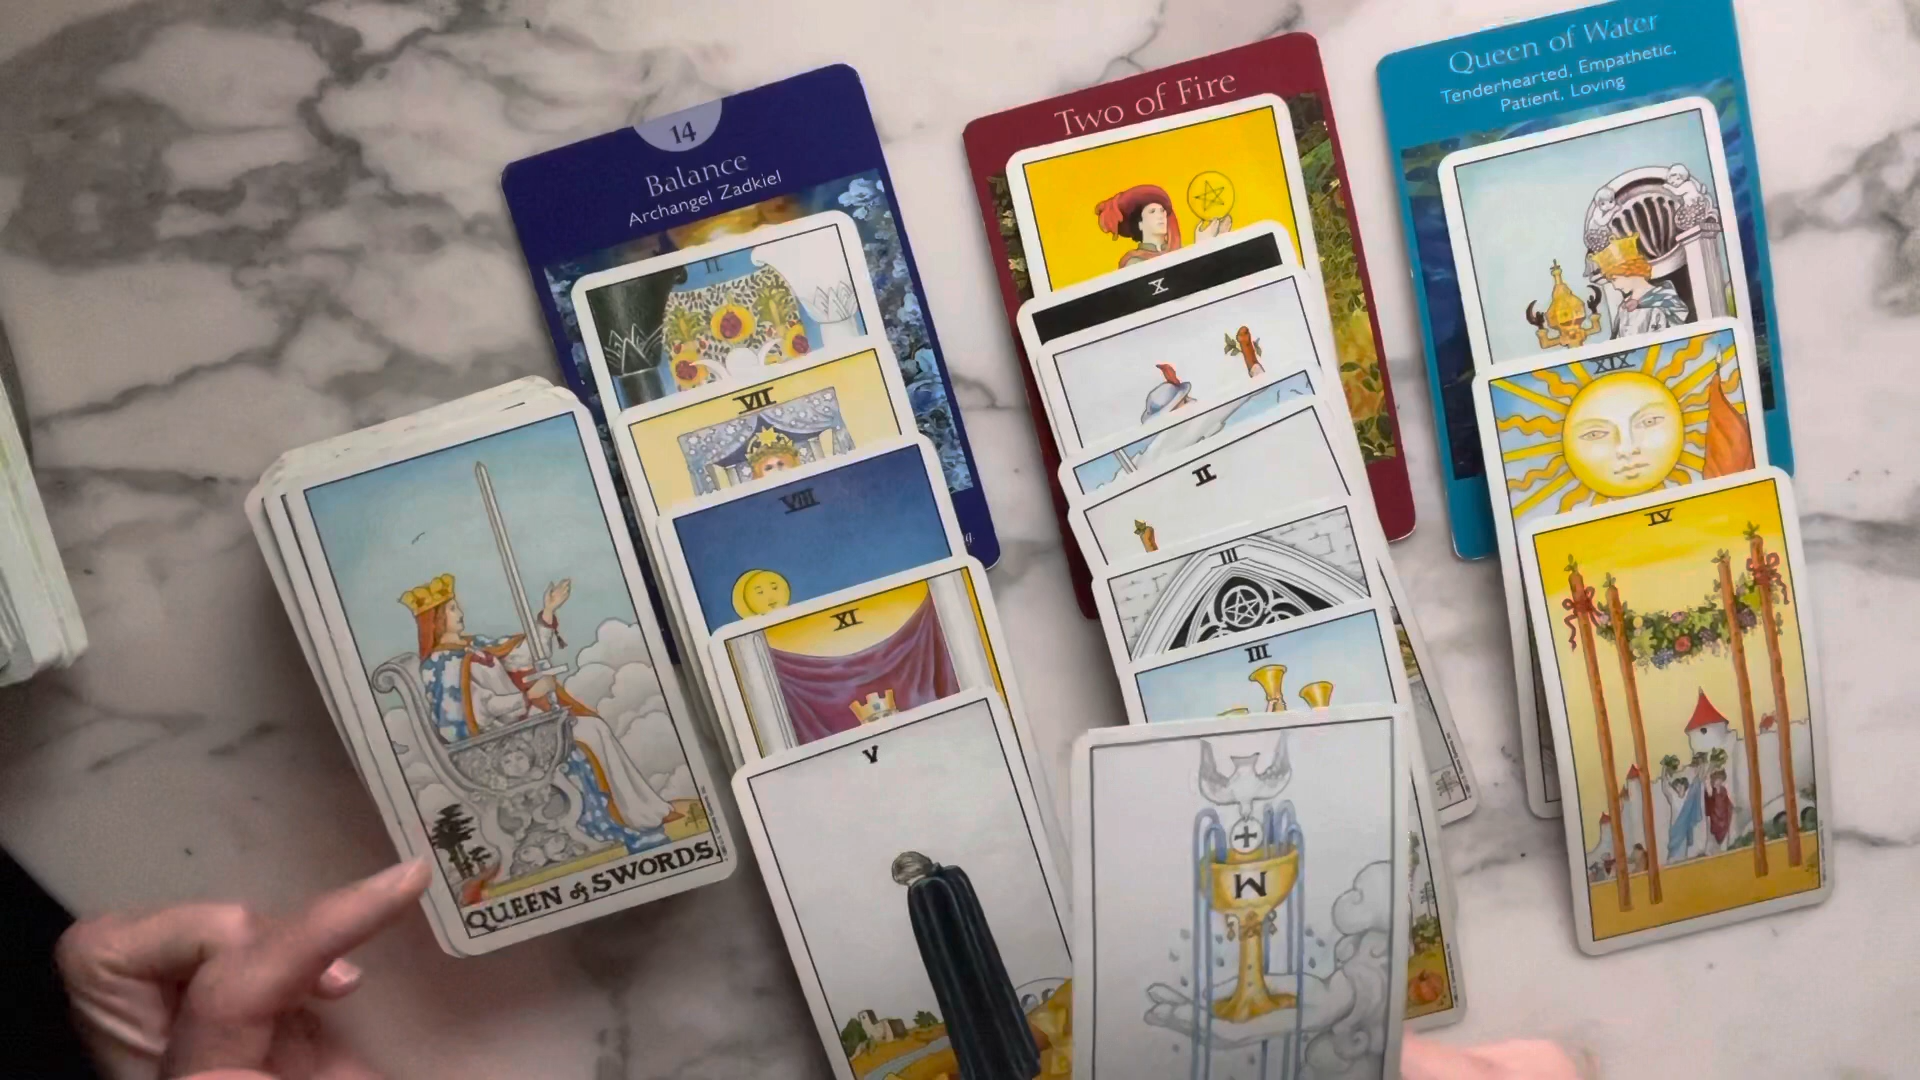 14
Balance
Archangel Zadkiel
II
VII
VIII
XI
V
QUEEN of SWORDS.
Two of Fire
X
II
III
III
W
Queen of Water
Tenderhearted, Empathetic,
Patient, Loving
XIX
IV